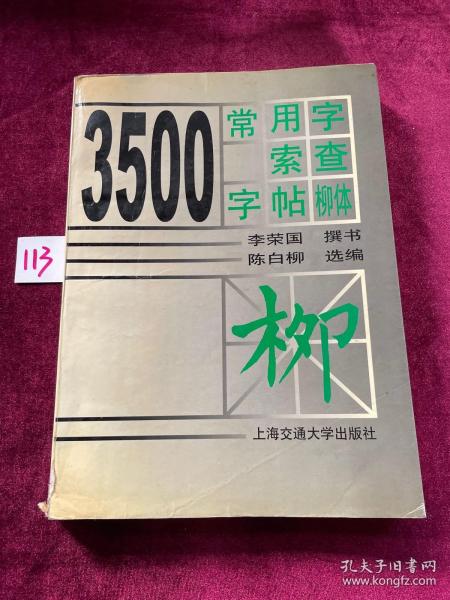 3500
常用字
索查
字帖 柳体
李荣国 撰书
陈白柳 选编
113
柳
上海交通大学出版社
孔夫子旧书网
www.kongfz.com